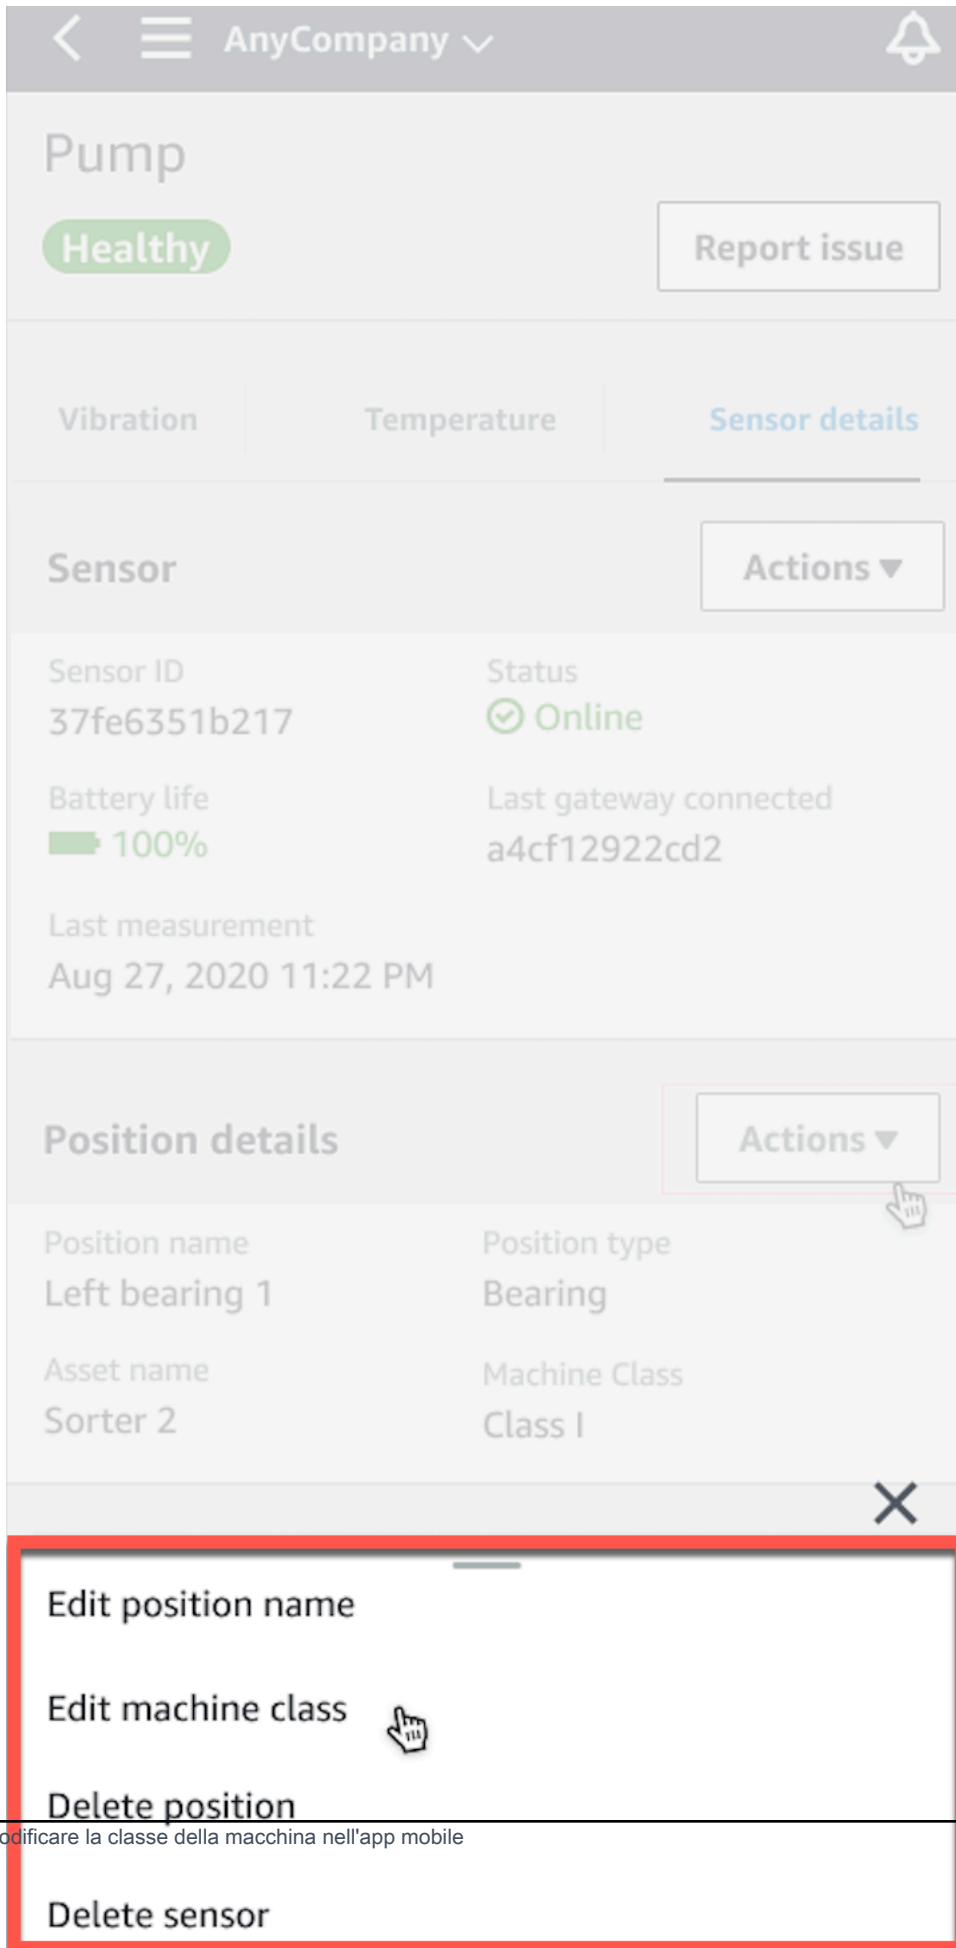 AnyCompany
Pump
Healthy
Report issue
Vibration Temperature Sensor details
Sensor
Actions
Sensor ID Status
37fe6351b217 Online
Battery life Last gateway connected
100% a4cf12922cd2
Last measurement
Aug 27, 2020 11:22 PM
Position details
Actions
Position name Position type
Left bearing 1 Bearing
Asset name Machine Class
Sorter 2 Class I
Edit position name
Edit machine class
Delete position
odificare la classe della macchina nell'app mobile
Delete sensor